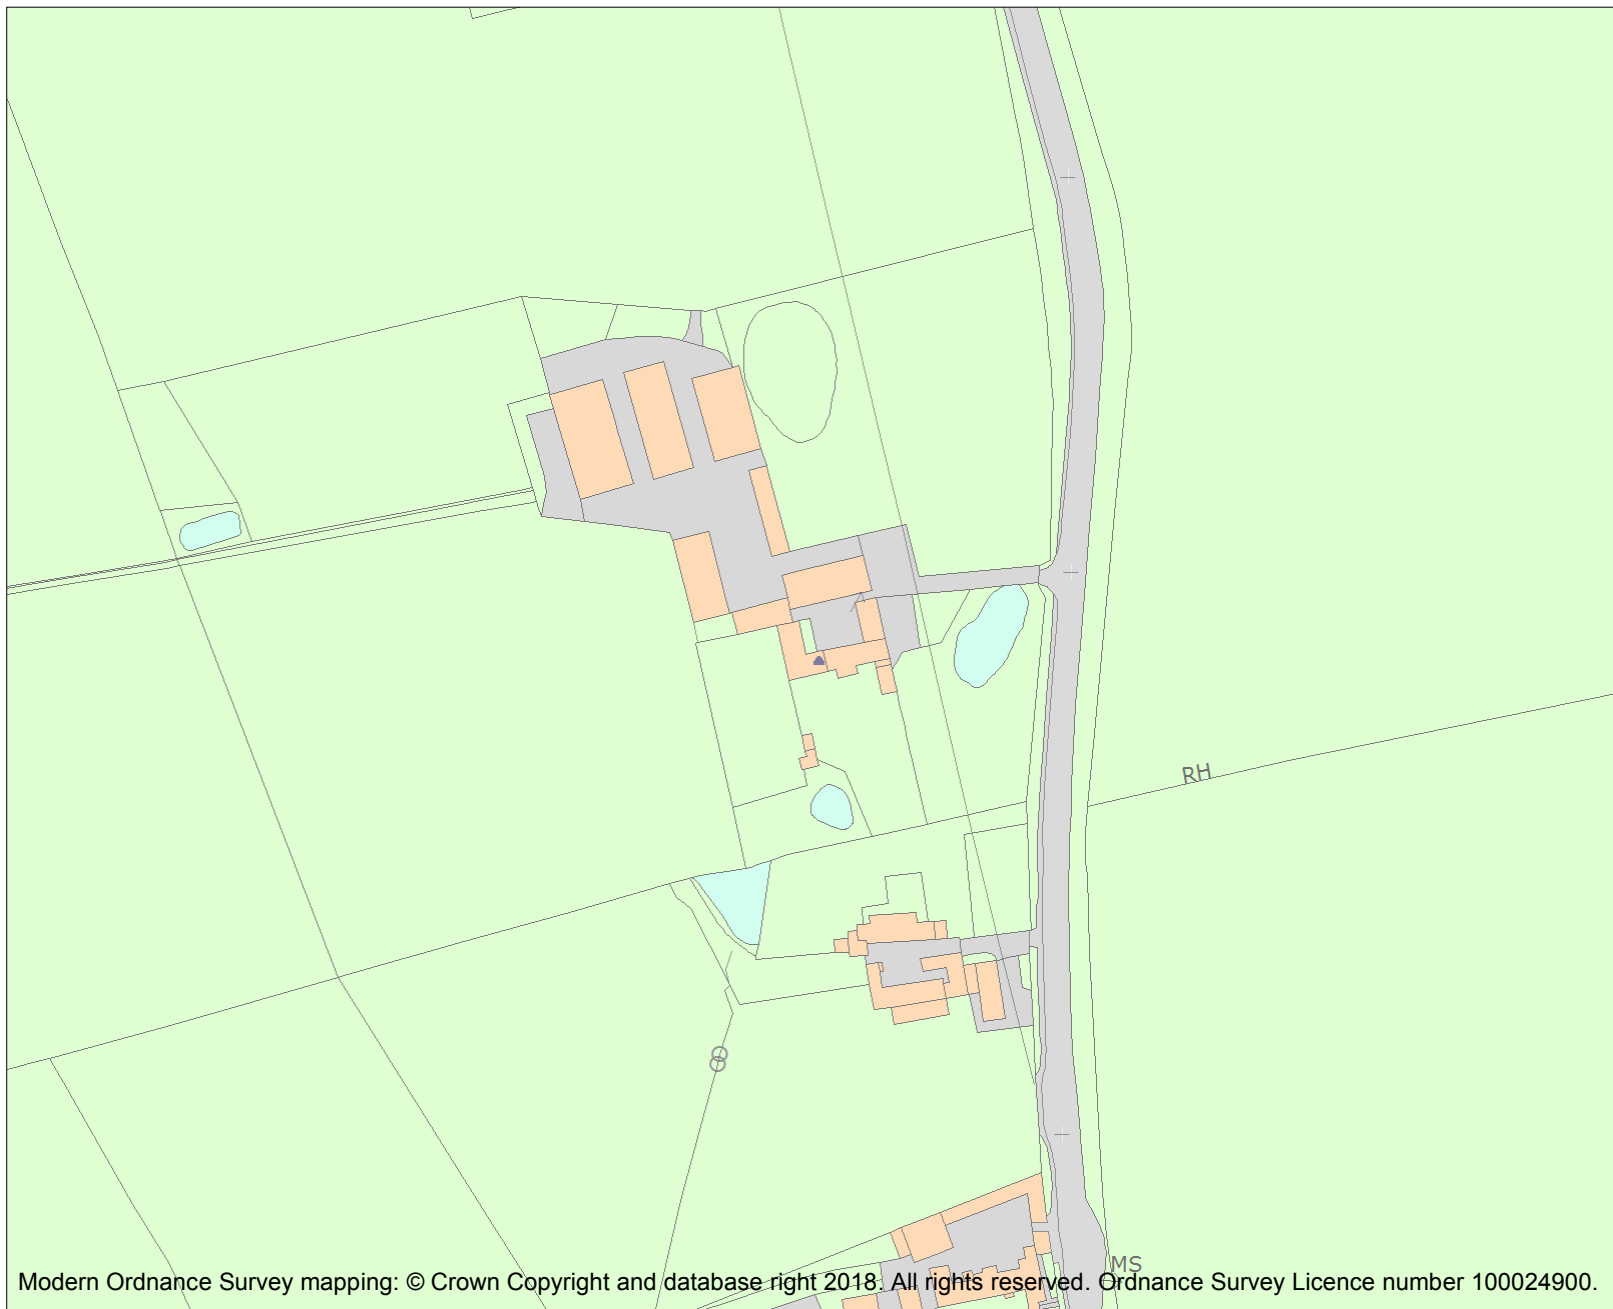 RH
MS
Modern Ordnance Survey mapping: © Crown Copyright and database right 2018. All rights reserved. Ordnance Survey Licence number 100024900.